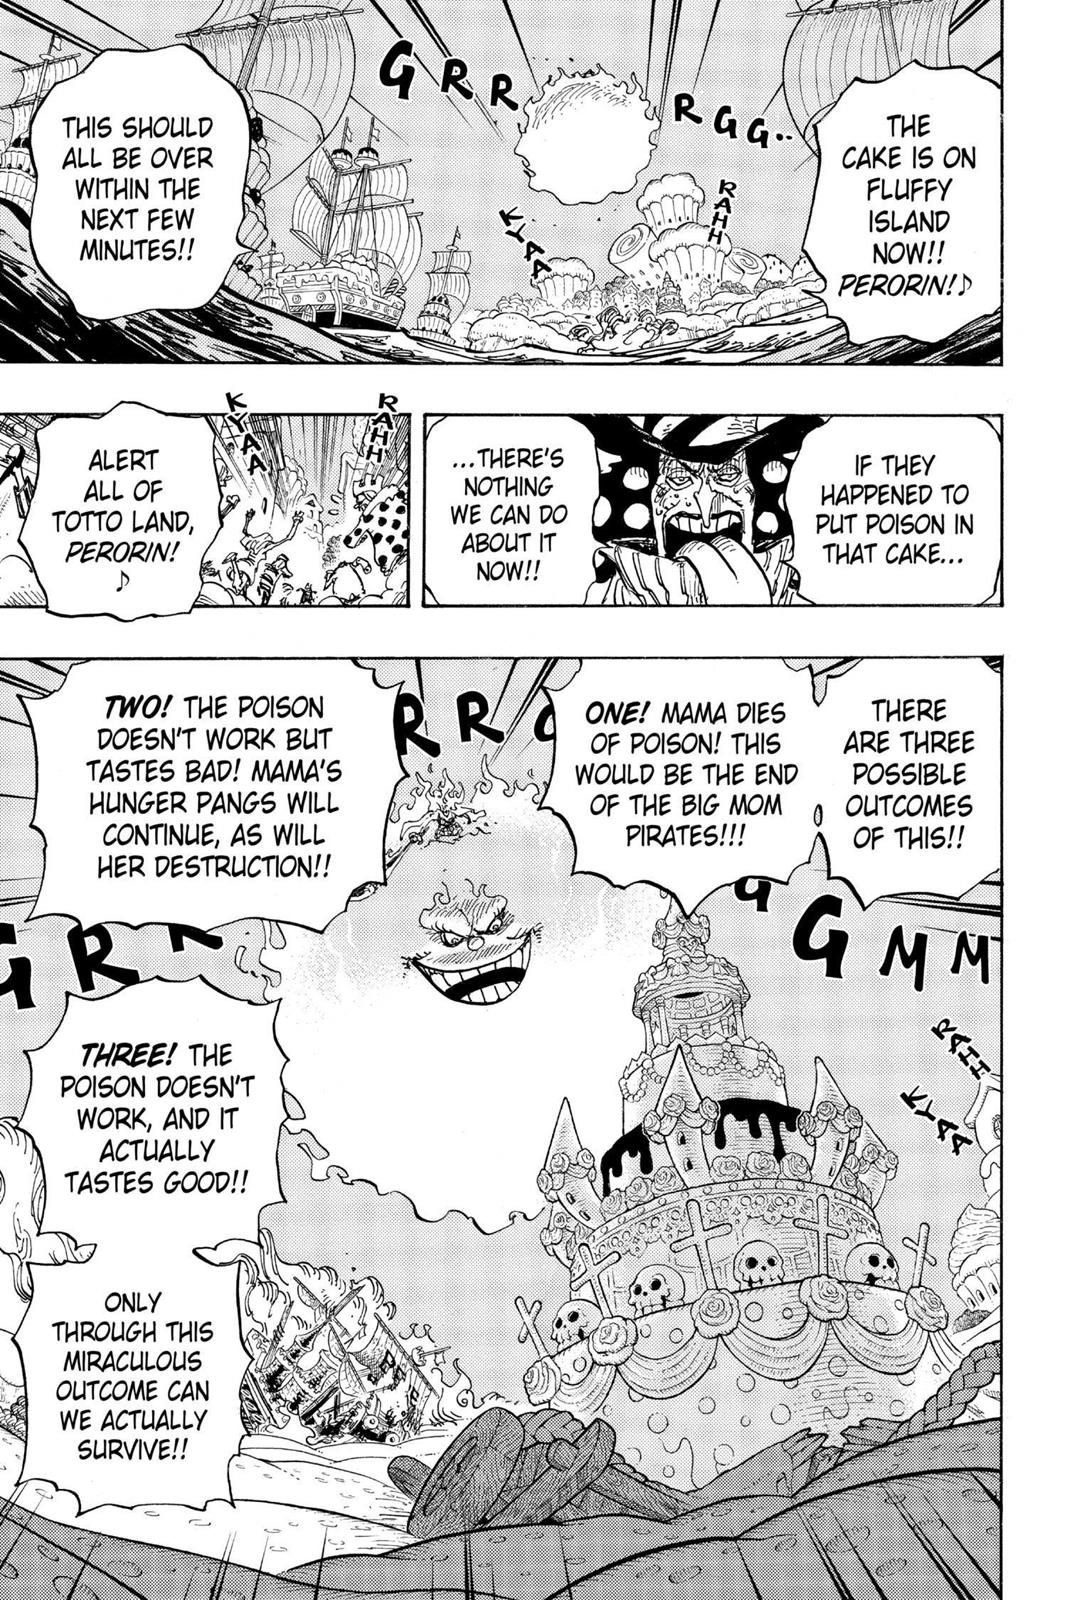 THE
CAKE IS ON
FLUFFY
ISLAND
NOW!!
PERORIN!♪
GRRR
RGG..
RAHH
KYAA
THIS SHOULD
ALL BE OVER
WITHIN THE
NEXT FEW
MINUTES!!
IF THEY
HAPPENED TO
PUT POISON IN
THAT CAKE...
...THERE'S
NOTHING
WE CAN DO
ABOUT IT
NOW!!
RAHH
KYAA
ALERT
ALL OF
TOTTO LAND,
PERORIN!
♪
THERE
ARE THREE
POSSIBLE
OUTCOMES
OF THIS!!
ONE! MAMA DIES
OF POISON! THIS
WOULD BE THE END
OF THE BIG MOM
PIRATES!!!
TWO! THE POISON
DOESN'T WORK BUT
TASTES BAD! MAMA'S
HUNGER PANGS WILL
CONTINUE, AS WILL
HER DESTRUCTION!!
RRG
G
GMM
GRRR
RAHH
KYAA
THREE! THE
POISON DOESN'T
WORK, AND IT
ACTUALLY
TASTES GOOD!!
ONLY
THROUGH THIS
MIRACULOUS
OUTCOME CAN
WE ACTUALLY
SURVIVE!!